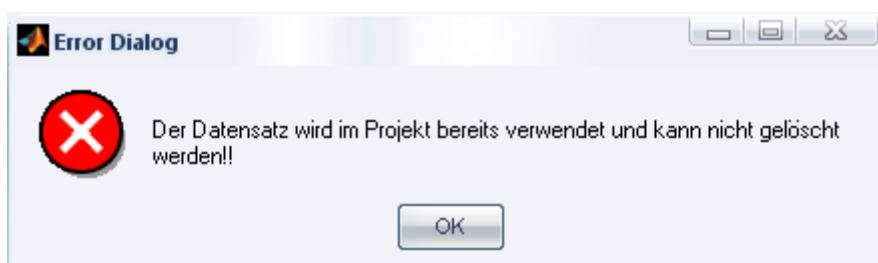 Error Dialog
Der Datensatz wird im Projekt bereits verwendet und kann nicht gelöscht
werden!!
OK